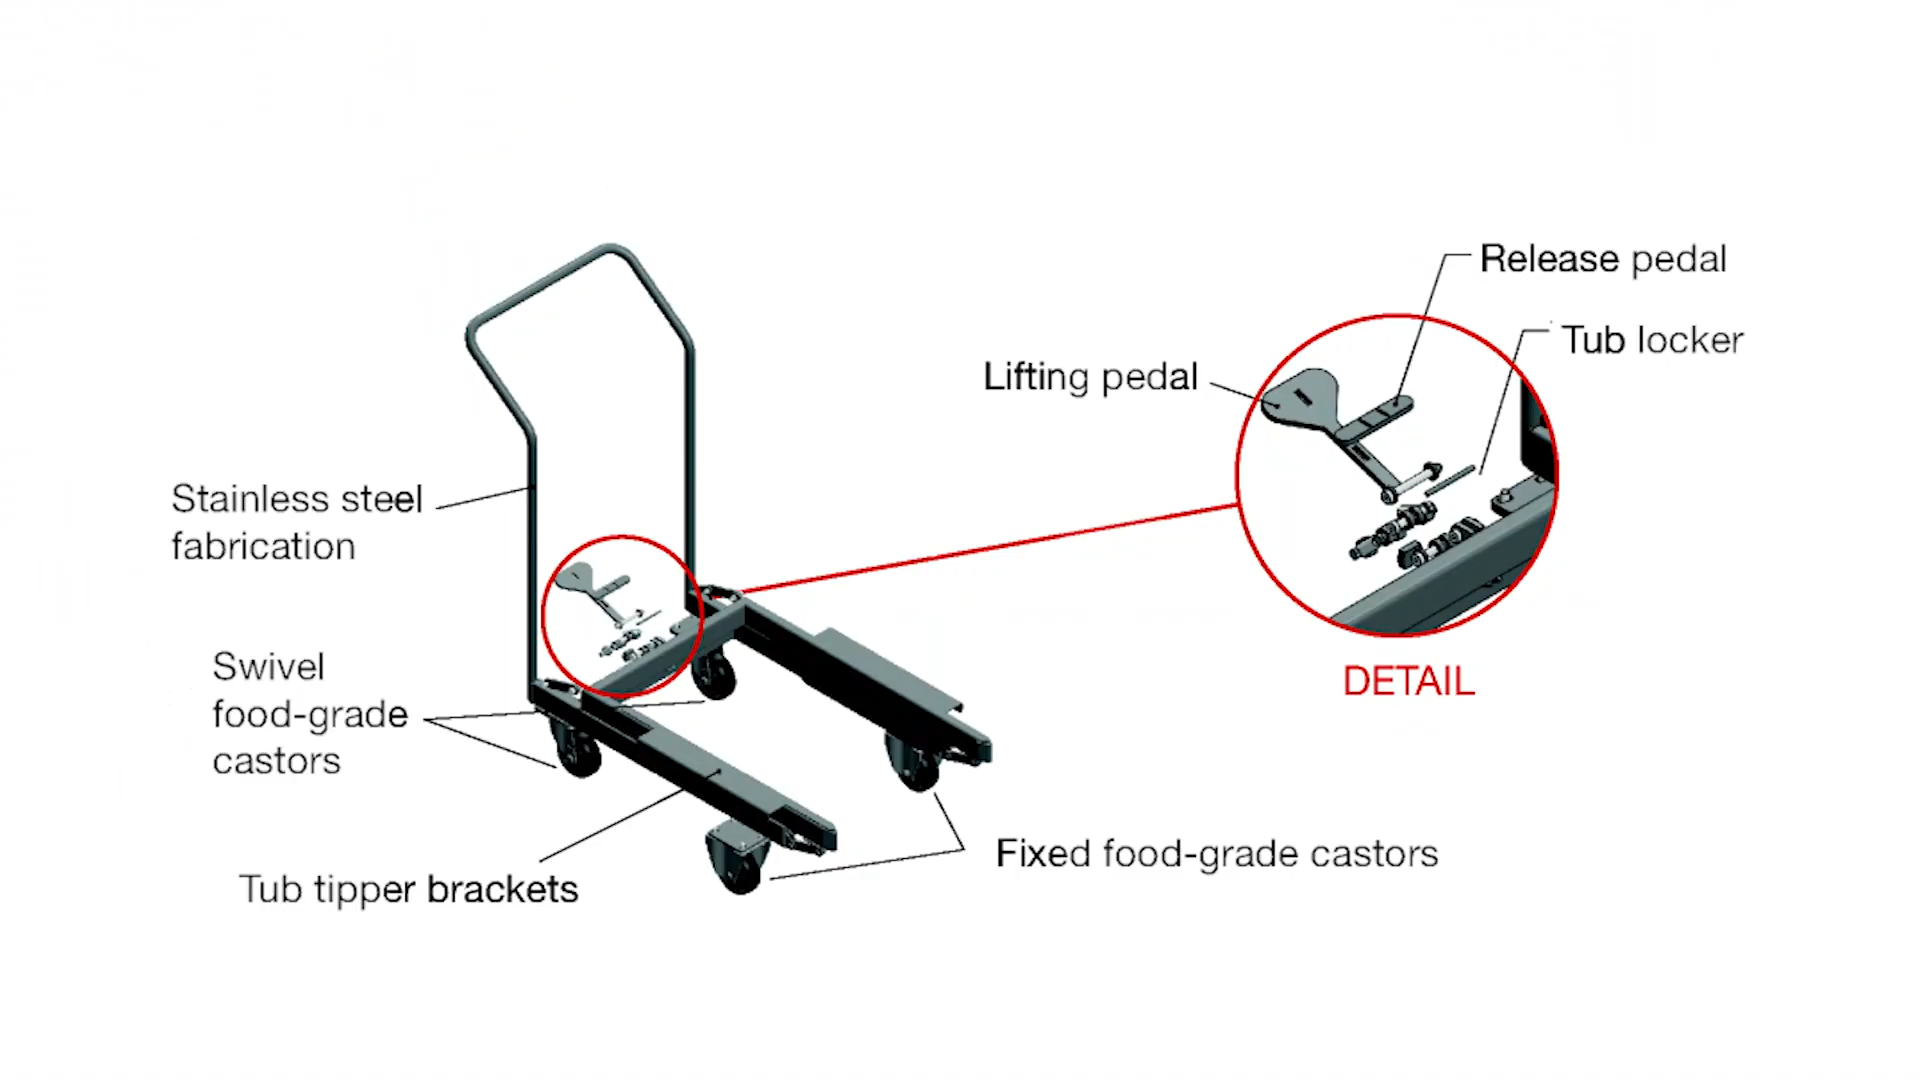 Release pedal
Tub locker
Lifting pedal
Stainless steel
fabrication
DETAIL
Swivel
food-grade
castors
Fixed food-grade castors
Tub tipper brackets